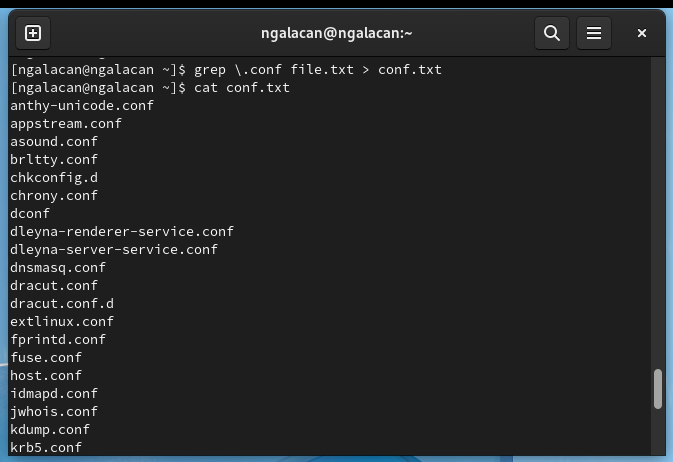 ngalacan@ngalacan:~
[ngalacan@ngalacan ~]$ grep \.conf file.txt > conf.txt
[ngalacan@ngalacan ~]$ cat conf.txt
anthy-unicode.conf
appstream.conf
asound.conf
brltty.conf
chkconfig.d
chrony.conf
dconf
dleyna-renderer-service.conf
dleyna-server-service.conf
dnsmasq.conf
dracut.conf
dracut.conf.d
extlinux.conf
fprintd.conf
fuse.conf
host.conf
idmapd.conf
jwhois.conf
kdump.conf
krb5.conf